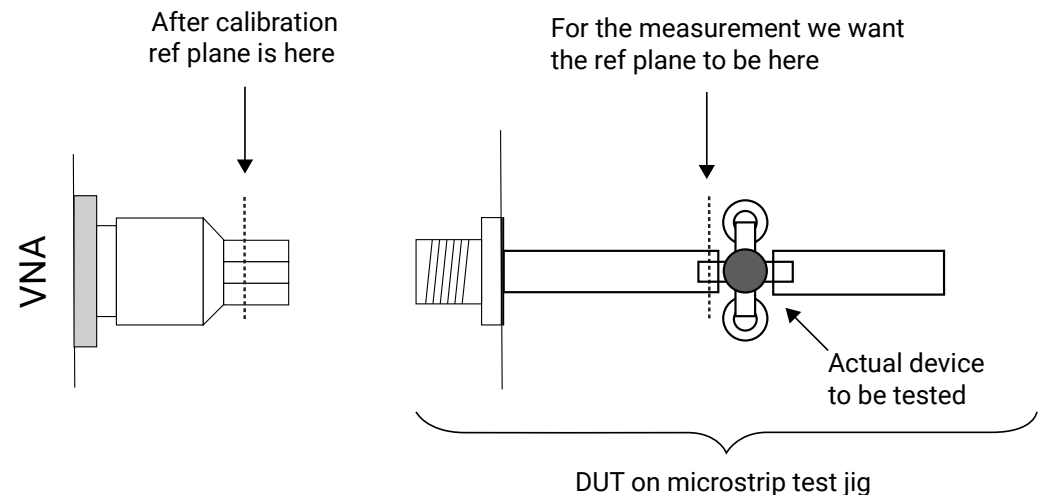 After calibration
ref plane is here
For the measurement we want
the ref plane to be here
VNA
Actual device
to be tested
DUT on microstrip test jig